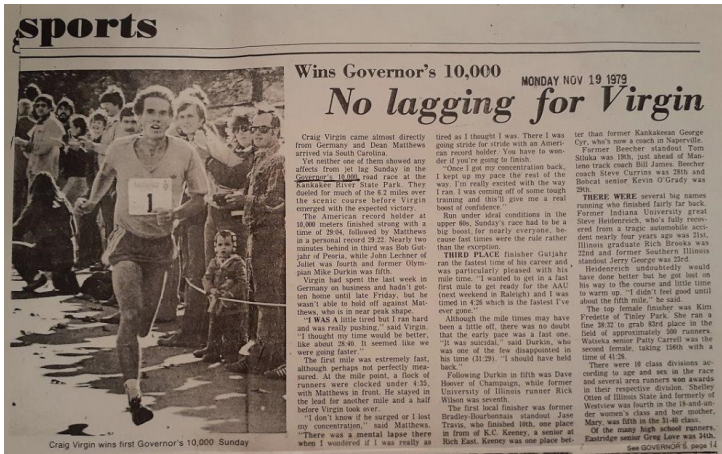 sports
Wins Governor's 10,000
MONDAY NOV 19 1979
No lagging for Virgin
1
Craig Virgin wins first Governor's 10,000 Sunday
Craig Virgin came almost directly
from Germany and Dean Matthews
arrived via South Carolina.
Yet neither one of them showed any
affects from jet lag Sunday in the
Governor's 10,000 road race at the
Kankakee River State Park. They
dueled for much of the 6.2 miles over
the scenic course before Virgin
emerged with the expected victory.
The American record holder at
10,000 meters finished strong with a
time of 29:04, followed by Matthews
in a personal record 29:22. Nearly two
minutes behind in third was Bob Gut-
jahr of Peoria, while John Lechner of
Joliet was fourth and former Olym-
pian Mike Durkin was fifth.
Virgin had spent the last week in
Germany on business and hadn't got-
ten home until late Friday, but he
wasn't able to hold off against Mat-
thews, who is in near peak shape.
"I WAS a little tired but I ran hard
and was really pushing," said Virgin.
"I thought my time would be better,
like about 28:40. It seemed like we
were going faster."
The first mile was extremely fast,
although perhaps not perfectly mea-
sured. At the mile point, a flock of
runners were clocked under 4:35,
with Matthews in front. He stayed in
the lead for another mile and a half
before Virgin took over.
"I don't know if he surged or I lost
my concentration," said Matthews.
"There was a mental lapse there
when I wondered if I was really as
tired as I thought I was. There I was
going stride for stride with an Ameri-
can record holder. You have to won-
der if you're going to finish.
"Once I got my concentration back,
I kept up my pace the rest of the
way. I'm really excited with the way
I ran. I was coming off of some tough
training and this'll give me a real
boost in confidence."
Run under ideal conditions in the
upper 60s, Sunday's race had to be a
big boost for nearly everyone, be-
cause fast times were the rule rather
than the exception.
THIRD PLACE finisher Gutjahr
ran the fastest time of his career and
was particularly pleased with his
mile time. "I wanted to get in a fast
first mile to get ready for the AAU
(next weekend in Raleigh) and I was
timed in 4:26 which is the fastest I've
ever gone."
Although the mile times may have
been a little off, there was no doubt
that the early pace was a fast one.
"It was suicidal," said Durkin, who
was one of the few disappointed in
his time (31:29). "I should have held
back."
Following Durkin in fifth was Dave
Hoover of Champaign, while former
University of Illinois runner Rick
Wilson was seventh.
The first local finisher was former
Bradley-Bourbonnais standout Jase
Travis, who finished 10th, one place
in front of K.C. Keeney, a senior at
Rich East. Keeney was one place bet-
ter than former Kankakeean George
Cyr, who's now a coach in Naperville.
Former Beecher standout Tom
Stluka was 19th, just ahead of Man-
teno track coach Bill James. Beecher
coach Steve Currins was 28th and
Bobcat senior Kevin O'Grady was
29th.
THERE WERE several big names
running who finished fairly far back.
Former Indiana University great
Steve Heidenreich, who's fully recov-
ered from a tragic automobile acci-
dent nearly four years ago was 21st,
Illinois graduate Rich Brooks was
22nd and former Southern Illinois
standout Jerry George was 23rd.
Heidenreich undoubtedly would
have done better but he got lost on
his way to the course and little time
to warm up. "I didn't feel good until
about the fifth mile," he said.
The top female finisher was Kim
Fredette of Tinley Park. She ran a
fine 38:32 to grab 83rd place in the
field of approximately 500 runners.
Watseka senior Patty Carrell was the
second female, taking 156th with a
time of 41:26.
There were 10 class divisions ac-
cording to age and sex in the race
and several area runners won awards
in their respective division. Shelley
Otten of Illinois State and formerly of
Westview was fourth in the 18-and-un-
der women's class and her mother,
Mary, was fifth in the 31-40 class.
Of the many high school runners,
Eastridge senior Greg Love was 34th,
See GOVERNOR'S, page 14